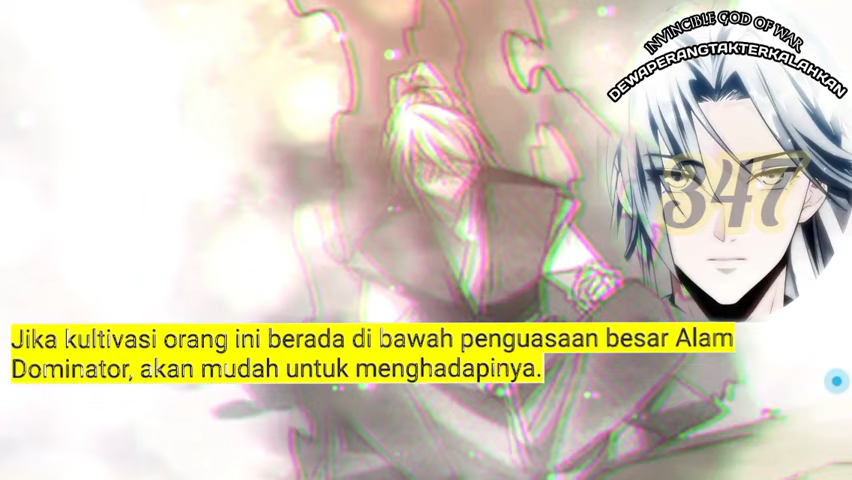 INVINCIBLE GOD OF WAR
DEWAPERANGTAKTERKALAHKAN
347
Jika kultivasi orang ini berada di bawah penguasaan besar Alam
Dominator, akan mudah untuk menghadapinya.